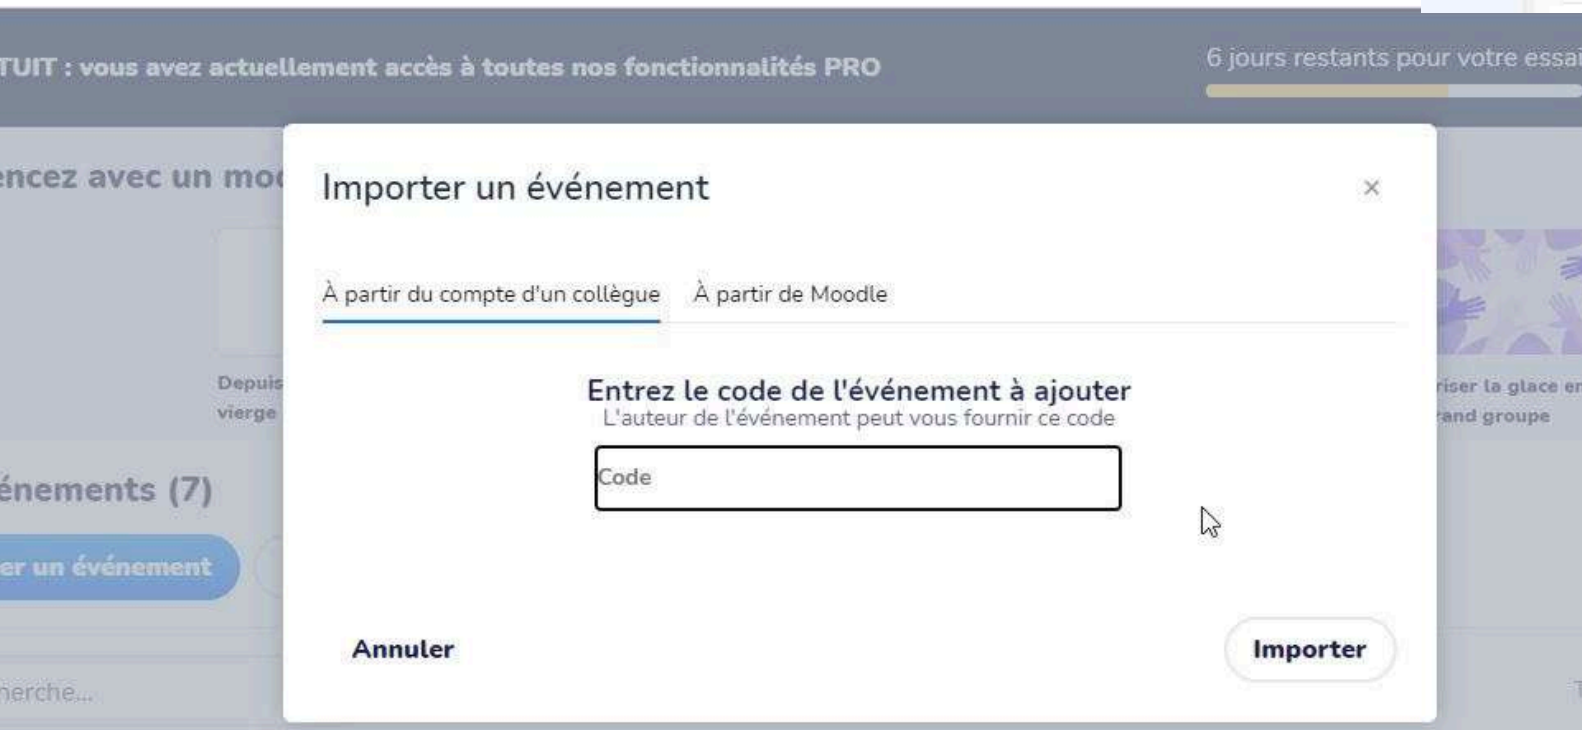 TUIT : vous avez actuellement accès à toutes nos fonctionnalités PRO
6 jours restants pour votre essai
encez avec un mod
Importer un événement
×
À partir du compte d'un collègue
À partir de Moodle
Depuis
vierge
riser la glace en
rand groupe
Entrez le code de l'événement à ajouter
L'auteur de l'événement peut vous fournir ce code
Code
énements (7)
er un événement
Annuler
Importer
herche...